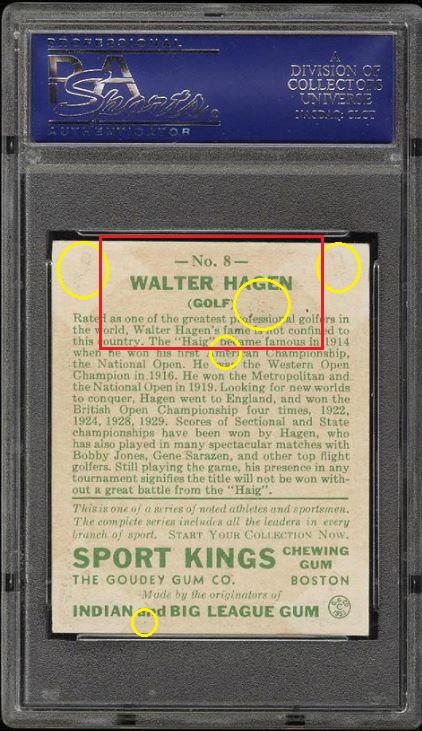 PROFESSIONAL
PSA
Sports
AUTHENTICATOR
A
DIVISION OF
COLLECTORS
UNIVERSE
NASDAQ: CLCT
— No. 8 —
WALTER HAGEN
(GOLF)
Rated as one of the greatest professional golfers in
the world, Walter Hagen's fame is not confined to
this country. The "Haig" became famous in 1914
when he won his first American Championship,
the National Open. He won the Western Open
Champion in 1916. He won the Metropolitan and
the National Open in 1919. Looking for new worlds
to conquer, Hagen went to England, and won the
British Open Championship four times, 1922,
1924, 1928, 1929. Scores of Sectional and State
championships have been won by Hagen, who
has also played in many spectacular matches with
Bobby Jones, Gene Sarazen, and other top flight
golfers. Still playing the game, his presence in any
tournament signifies the title will not be won with-
out a great battle from the "Haig".
This is one of a series of noted athletes and sportsmen.
The complete series includes all the leaders in every
branch of sport. START YOUR COLLECTION NOW.
SPORT KINGS CHEWING GUM
THE GOUDEY GUM CO. BOSTON
Made by the originators of
INDIAN and BIG LEAGUE GUM